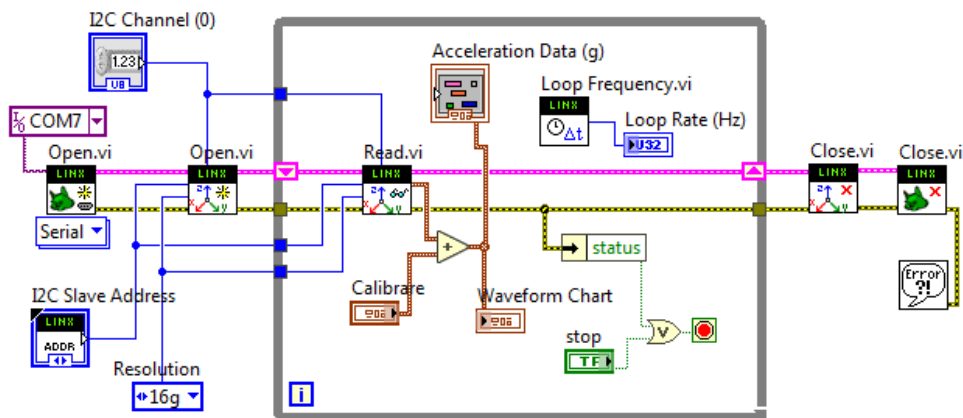 I2C Channel (0)
1.23
U8
I/O COM7
Open.vi
LINX
Serial
Open.vi
LINX
Z
X
Y
I2C Slave Address
LINX
ADDR
Resolution
16g
Read.vi
LINX
Z
X
Y
Acceleration Data (g)
Loop Frequency.vi
LINX
Δt
Loop Rate (Hz)
U32
+
Calibrare
Waveform Chart
status
stop
TF
V
i
Close.vi
LINX
Z
X
Y
Close.vi
LINX
Error
?!